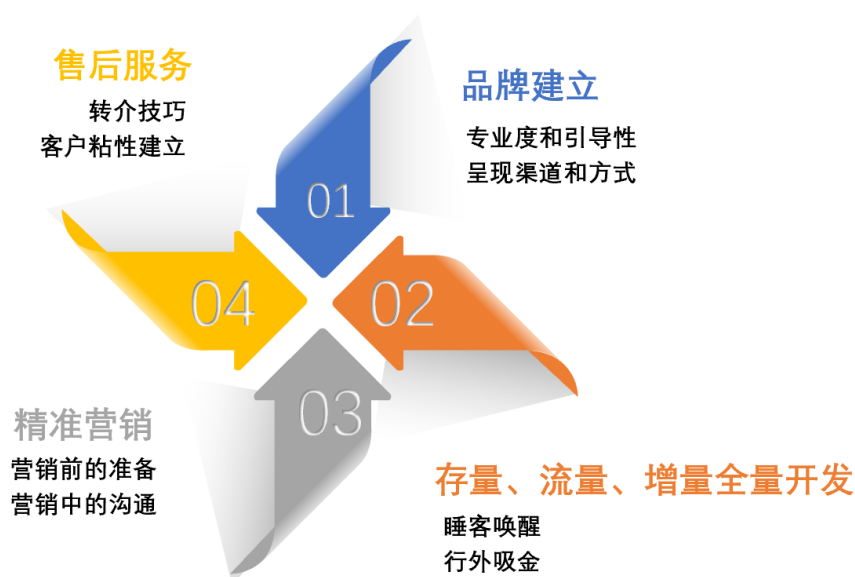 售后服务
转介技巧
客户粘性建立
品牌建立
专业度和引导性
呈现渠道和方式
01
04
02
03
精准营销
营销前的准备
营销中的沟通
存量、流量、增量全量开发
睡客唤醒
行外吸金